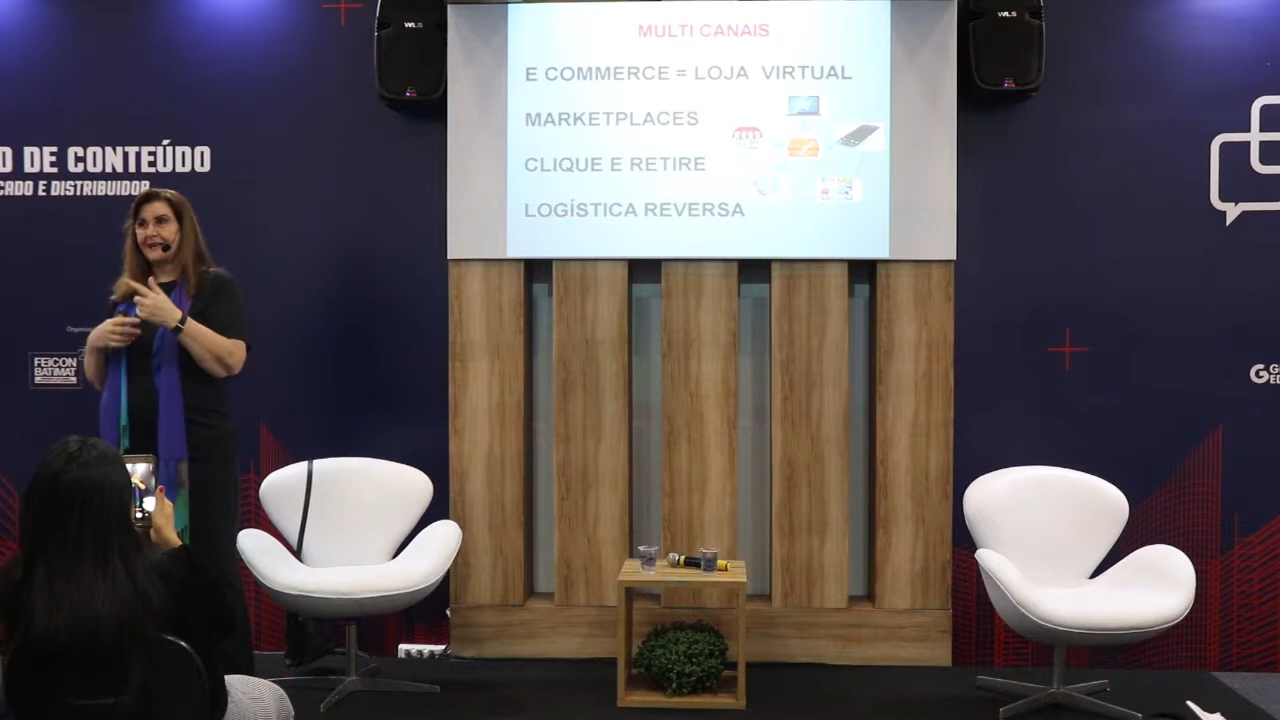 WLS
WLS
MULTI CANAIS
E COMMERCE = LOJA VIRTUAL
MARKETPLACES
CLIQUE E RETIRE
LOGÍSTICA REVERSA
O DE CONTEÚDO
CADO E DISTRIBUIDOR
FEICON
BATIMAT